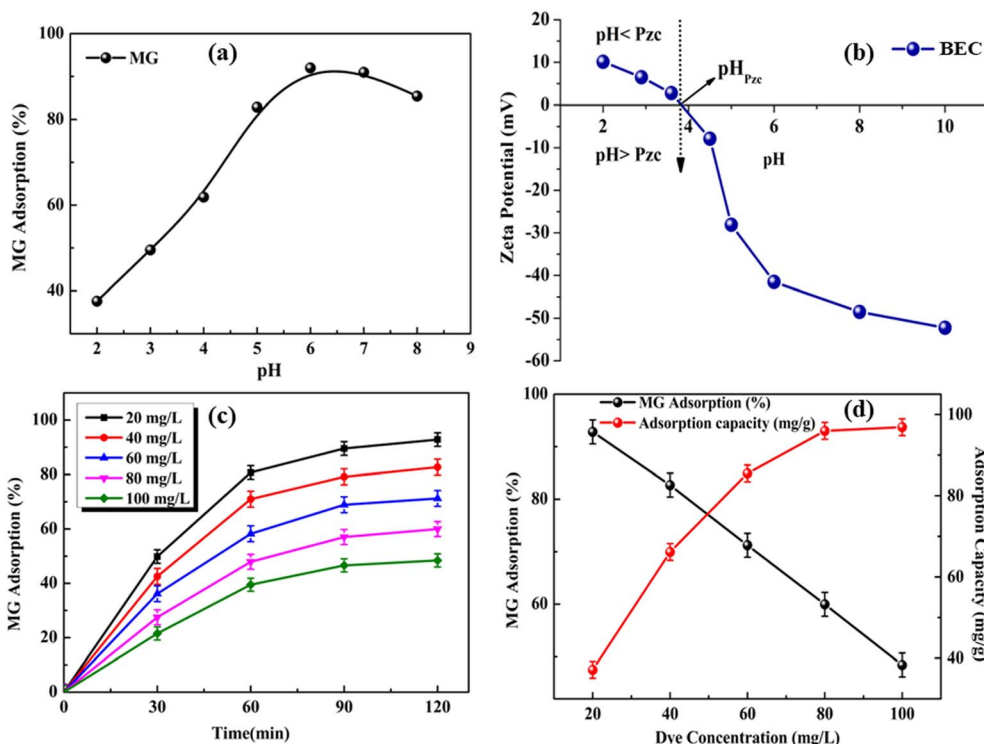 (a)
MG
100
80
60
40
MG Adsorption (%)
2 3 4 5 6 7 8 9
pH
(b)
BEC
pH< Pzc
pH_Pzc
pH> Pzc
20
10
0
-10
-20
-30
-40
-50
-60
Zeta Potential (mV)
2 4 6 8 10
pH
(c)
20 mg/L
40 mg/L
60 mg/L
80 mg/L
100 mg/L
100
80
60
40
20
0
MG Adsorption (%)
0 30 60 90 120
Time(min)
(d)
MG Adsorption (%)
Adsorption capacity (mg/g)
100
80
60
MG Adsorption (%)
100
80
60
40
Adsorption Capacity (mg/g)
20 40 60 80 100
Dye Concentration (mg/L)